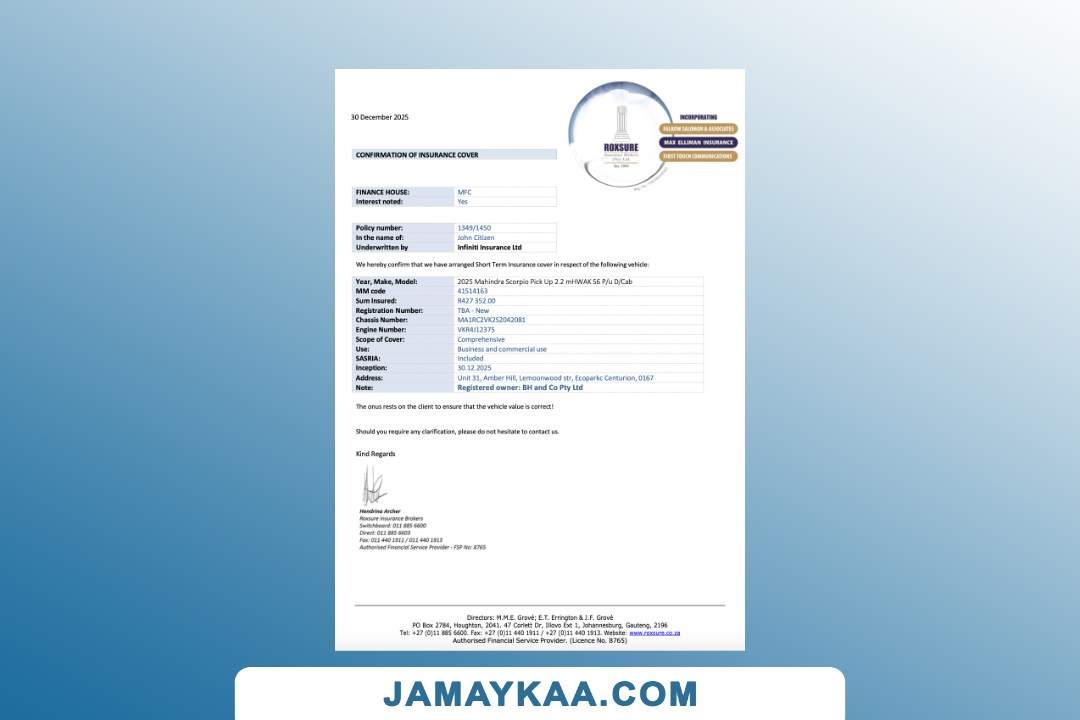 30 December 2025
INCORPORATING
FALKOW SALOMON & ASSOCIATES
MAX ELLIMAN INSURANCE
FIRST TOUCH COMMUNICATIONS
ROXSURE
Insurance Brokers
(Pty) Ltd
CONFIRMATION OF INSURANCE COVER
FINANCE HOUSE: MFC
Interest noted: Yes
Policy number: 1349/1450
In the name of: John Citizen
Underwritten by Infiniti Insurance Ltd
We hereby confirm that we have arranged Short Term Insurance cover in respect of the following vehicle:
Year, Make, Model: 2025 Mahindra Scorpio Pick Up 2.2 mHWAK S6 P/u D/Cab
MM code 41514163
Sum Insured: R427 352.00
Registration Number: TBA - New
Chassis Number: MA1RC2VK2S2042081
Engine Number: VKR4J12375
Scope of Cover: Comprehensive
Use: Business and commercial use
SASRIA: Included
Inception: 30.12.2025
Address: Unit 31, Amber Hill, Lemoonwood str, Ecoparkc Centurion, 0167
Note: Registered owner: BH and Co Pty Ltd
The onus rests on the client to ensure that the vehicle value is correct!
Should you require any clarification, please do not hesitate to contact us.
Kind Regards
Hendrina Archer
Roxsure Insurance Brokers
Switchboard: 011 885 6600
Direct: 011 885 6603
Fax: 011 440 1911 / 011 440 1913
Authorised Financial Service Provider - FSP No: 8765
Directors: M.M.E. Grové; E.T. Errington & J.F. Grové
PO Box 2784, Houghton, 2041. 47 Corlett Dr, Illovo Ext 1, Johannesburg, Gauteng, 2196
Tel: +27 (0)11 885 6600. Fax: +27 (0)11 440 1911 / +27 (0)11 440 1913. Website: www.roxsure.co.za
Authorised Financial Service Provider. (Licence No. 8765)
JAMAYKAA.COM